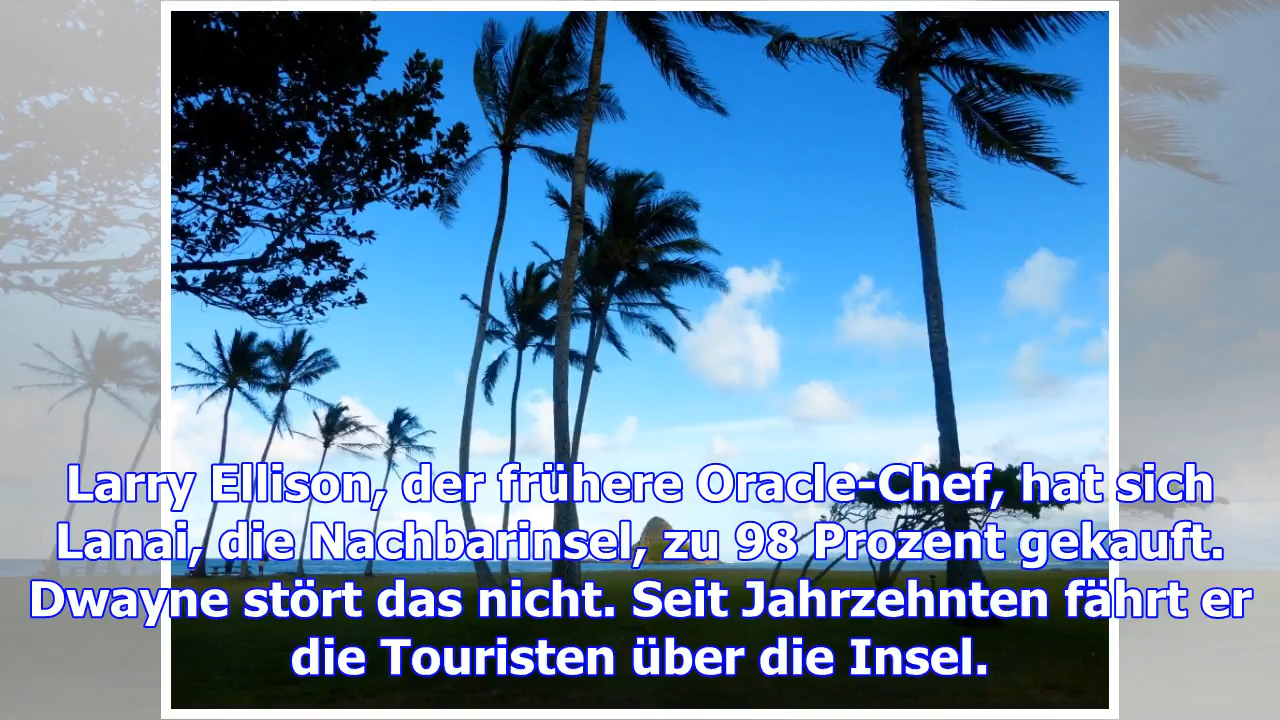 Larry Ellison, der frühere Oracle-Chef, hat sich
Lanai, die Nachbarinsel, zu 98 Prozent gekauft.
Dwayne stört das nicht. Seit Jahrzehnten fährt er
die Touristen über die Insel.